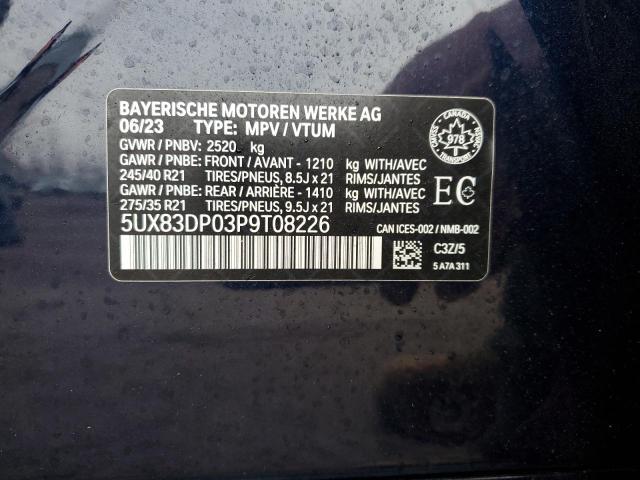 BAYERISCHE MOTOREN WERKE AG
06/23 TYPE: MPV / VTUM
GVWR / PNBV: 2520 kg
GAWR / PNBE: FRONT / AVANT - 1210 kg WITH/AVEC
245/40 R21 TIRES/PNEUS, 8.5J x 21 RIMS/JANTES
GAWR / PNBE: REAR / ARRIÈRE - 1410 kg WITH/AVEC
275/35 R21 TIRES/PNEUS, 9.5J x 21 RIMS/JANTES
5UX83DP03P9T08226
CANADA
978
TRANSPORT
EC
CAN ICES-002 / NMB-002
C3Z/5
5 A7A 311